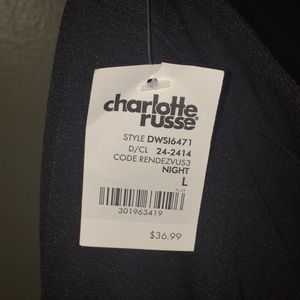 charlotte
russe®
STYLE DWSI6471
D/CL 24-2414
CODE RENDEZVUS3
NIGHT
L
301963419
$36.99